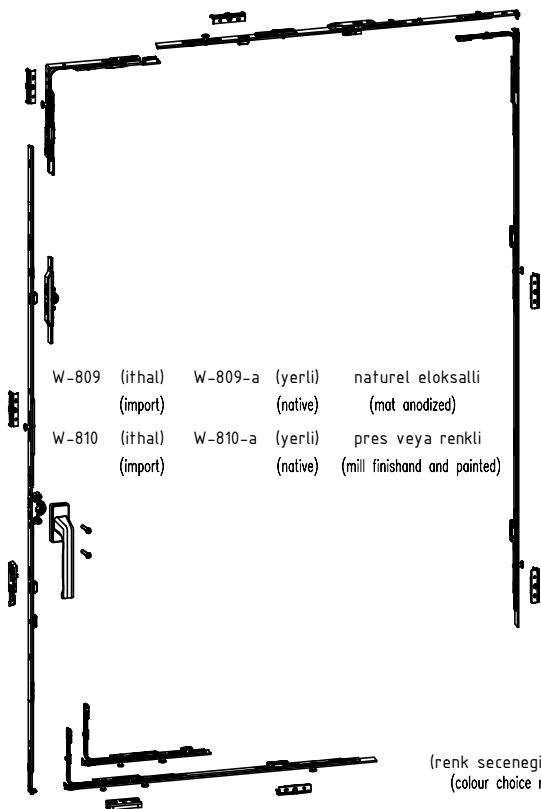 W-809 (ithal) W-809-a (yerli) naturel eloksalli
(import) (native) (mat anodized)
W-810 (ithal) W-810-a (yerli) pres veya renkli
(import) (native) (mill finishand and painted)
(renk secenegi
(colour choice